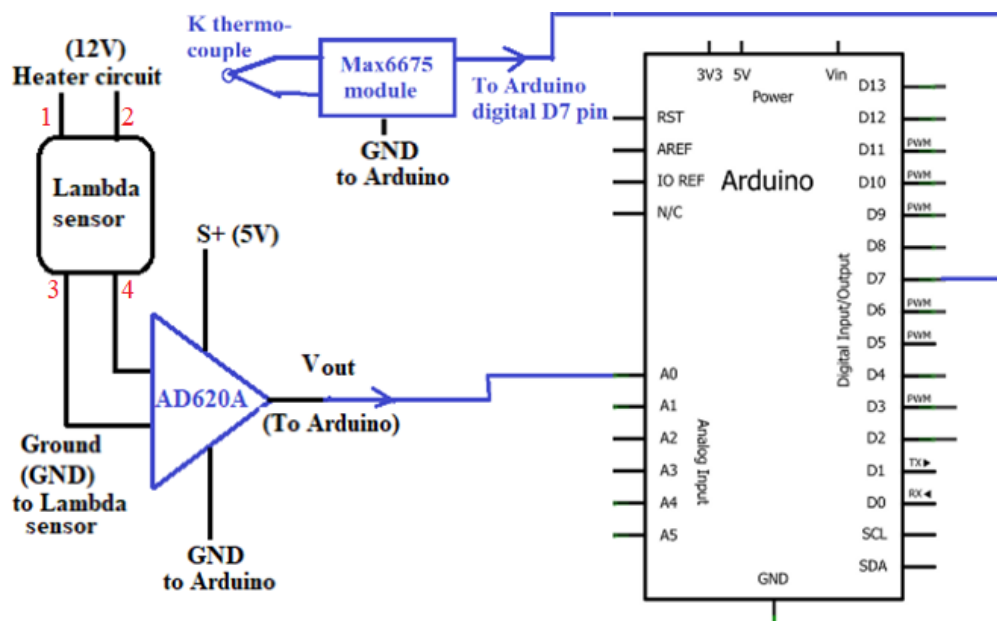 K thermo-
couple
(12V)
Heater circuit
1
2
Max6675
module
To Arduino
digital D7 pin
GND
to Arduino
Lambda
sensor
3
4
S+ (5V)
AD620A
Vout
(To Arduino)
Ground
(GND)
to Lambda
sensor
GND
to Arduino
3V3
5V
Vin
Power
RST
AREF
IO REF
N/C
Arduino
A0
A1
A2
A3
A4
A5
Analog Input
Digital Input/Output
D13
D12
D11
PWM
D10
PWM
D9
PWM
D8
D7
D6
PWM
D5
PWM
D4
D3
PWM
D2
D1
TX▶
D0
RX◀
SCL
SDA
GND